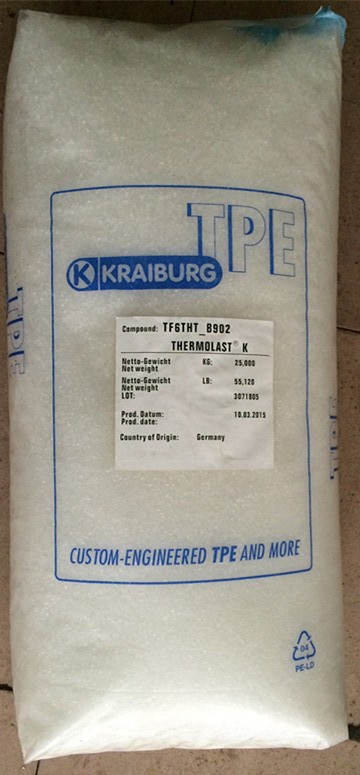 TPE
K KRAIBURG
Compound: TF6THT_B902
THERMOLAST® K
Netto-Gewicht KG: 25,000
Net weight
Netto-Gewicht LB: 55,120
Net weight
LOT: 3071805
Prod. Datum: 10.03.2015
Prod. date:
Country of Origin: Germany
CUSTOM-ENGINEERED TPE AND MORE
04
PE-LD
TPE
TPE